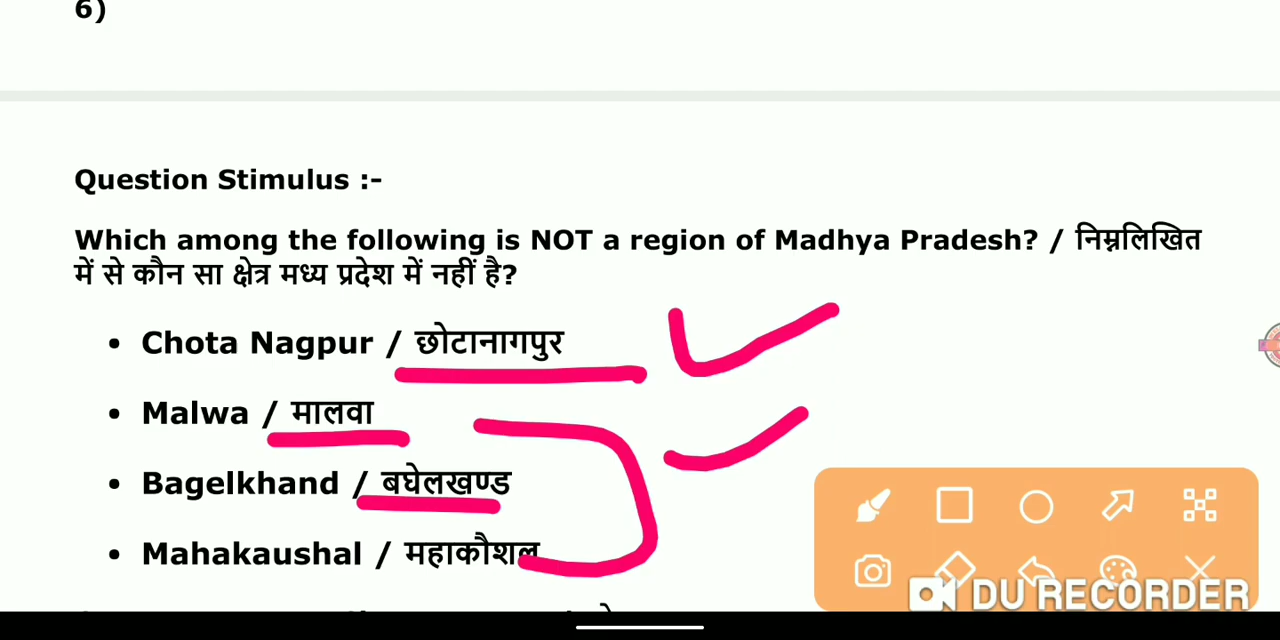 6)
Question Stimulus :-
Which among the following is NOT a region of Madhya Pradesh? / निम्नलिखित
में से कौन सा क्षेत्र मध्य प्रदेश में नहीं है?
• Chota Nagpur / छोटानागपुर
• Malwa / मालवा
• Bagelkhand / बघेलखण्ड
• Mahakaushal / महाकौशल
DU RECORDER